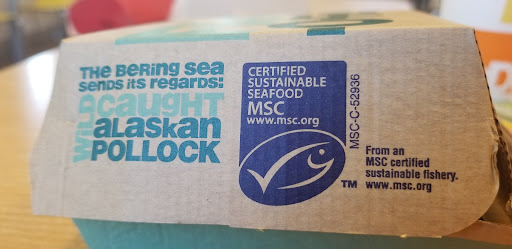 THE BERING SEA
SENDS ITS REGARDS:
WILD
CAUGHT
ALASKAN
POLLOCK
CERTIFIED
SUSTAINABLE
SEAFOOD
MSC
www.msc.org
TM
MSC-C-52936
From an
MSC certified
sustainable fishery.
www.msc.org